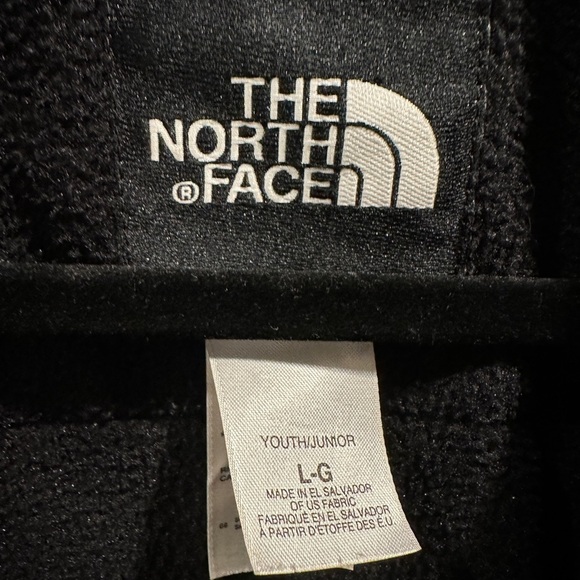 THE
NORTH
® FACE
YOUTH/JUNIOR
L-G
MADE IN EL SALVADOR
OF US FABRIC
FABRIQUÉ EN EL SALVADOR
À PARTIR D'ÉTOFFE DES É.U.